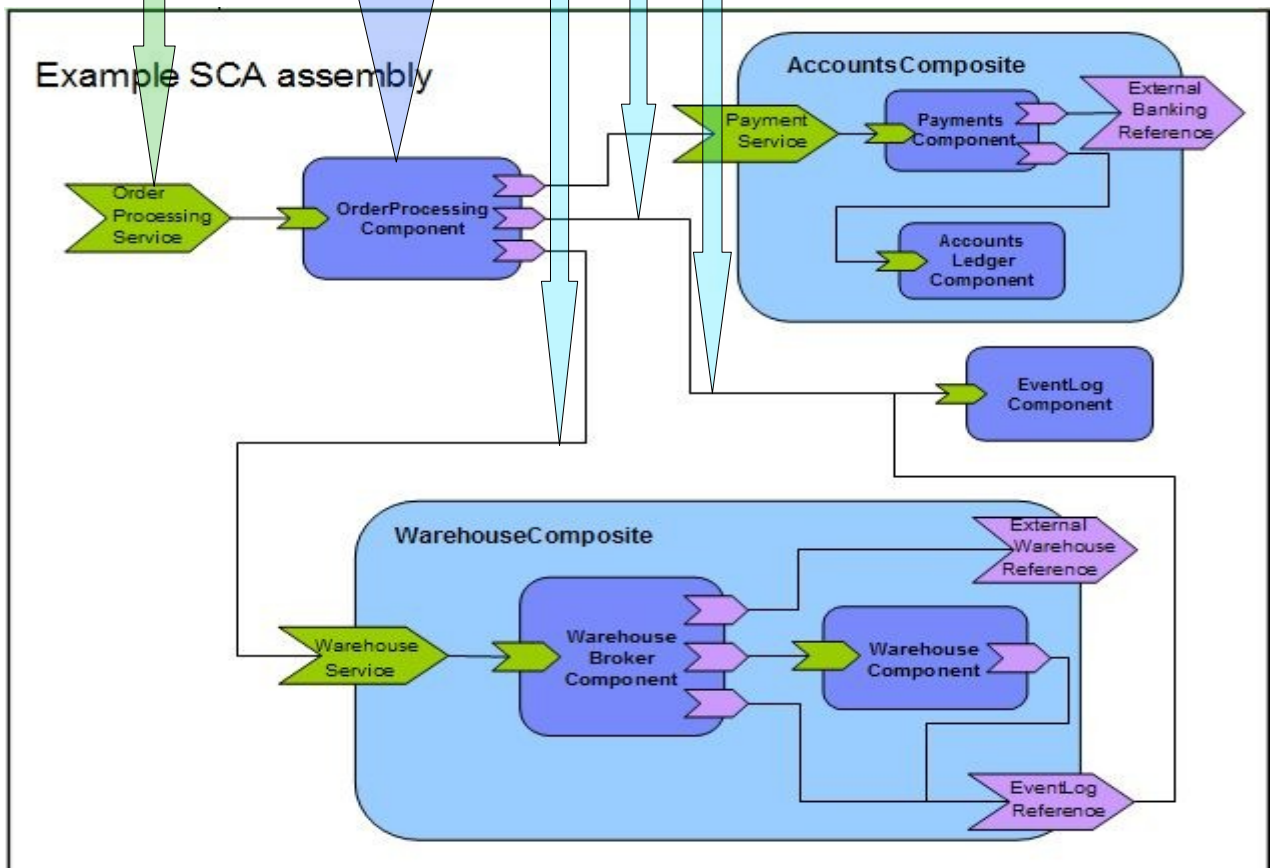 Example SCA assembly
AccountsComposite
External
Banking
Reference
Payment
Service
Payments
Component
Order
Processing
Service
OrderProcessing
Component
Accounts
Ledger
Component
EventLog
Component
WarehouseComposite
External
Warehouse
Reference
Warehouse
Service
Warehouse
Broker
Component
Warehouse
Component
EventLog
Reference